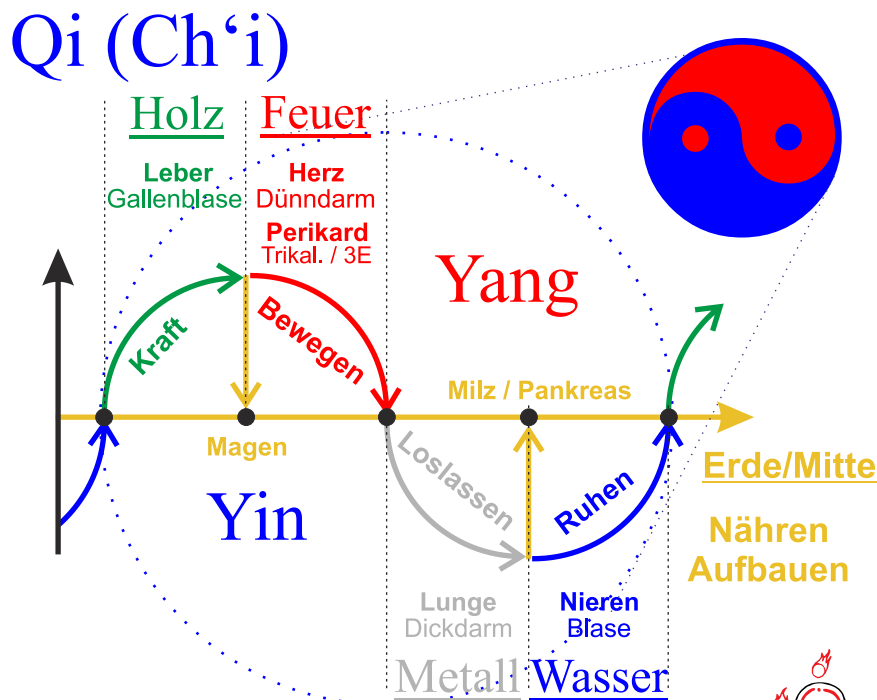 Qi (Ch‘i)
Holz
Feuer
Leber
Gallenblase
Herz
Dünndarm
Perikard
Trikal. / 3E
Yang
Kraft
Bewegen
Milz / Pankreas
Magen
Loslassen
Erde/Mitte
Yin
Ruhen
Nähren
Aufbauen
Lunge
Dickdarm
Nieren
Blase
Metall
Wasser